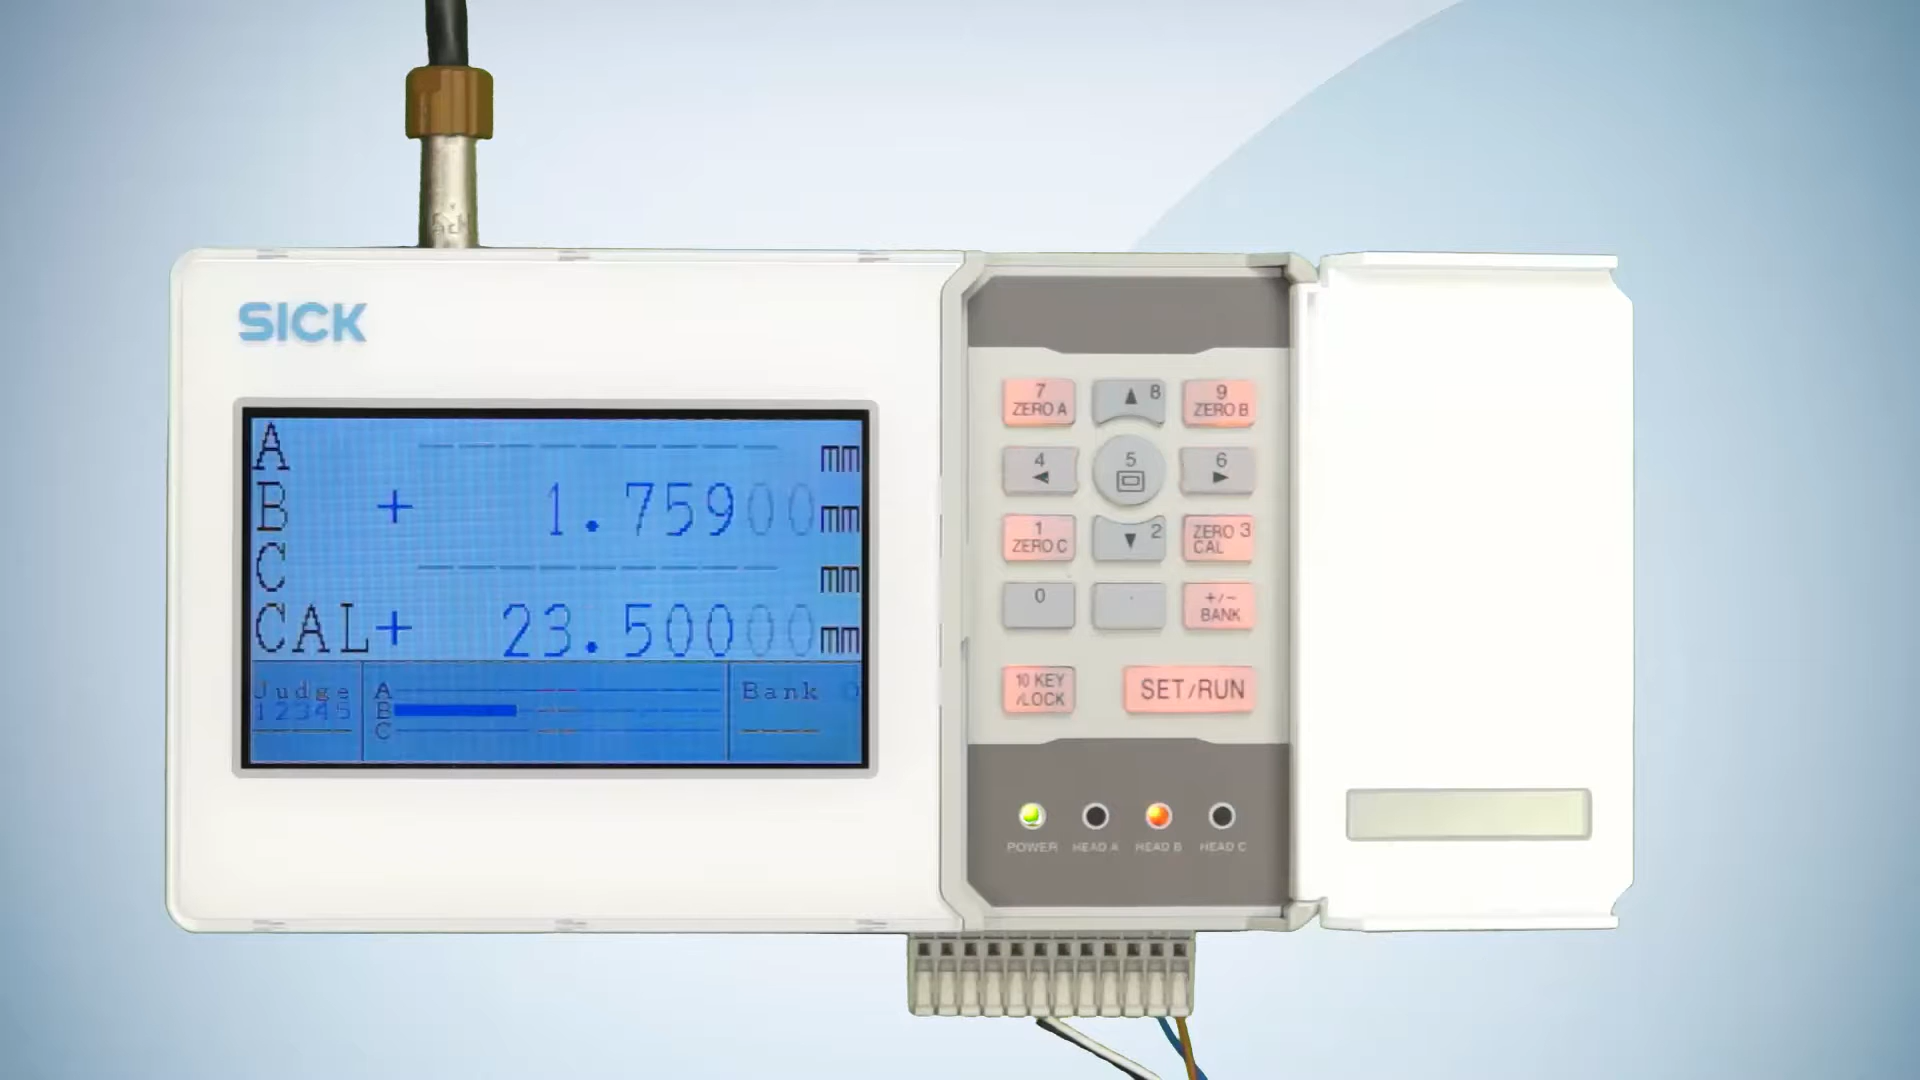 SICK
A ---------- mm
B + 1.75900 mm
C ---------- mm
CAL+ 23.50000 mm
Judge
12345
A
B
C
Bank 0
7
ZERO A
▲ 8
9
ZERO B
4
◀
5
6
▶
1
ZERO C
▼ 2
ZERO 3
CAL
0
.
+/−
BANK
10 KEY
/LOCK
SET/RUN
POWER
HEAD A
HEAD B
HEAD C